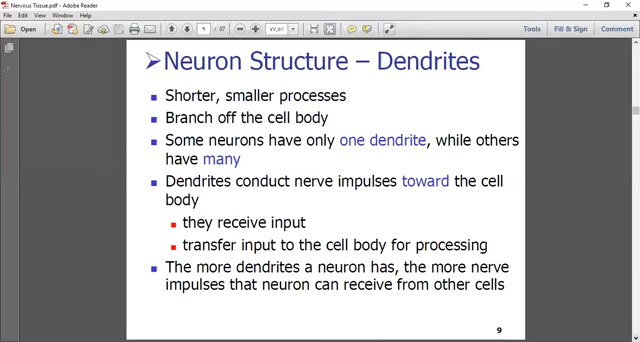 Nervous Tissue.pdf - Adobe Reader
File Edit View Window Help
Open
/ 37
Tools Fill & Sign Comment
➢Neuron Structure – Dendrites
▪ Shorter, smaller processes
▪ Branch off the cell body
▪ Some neurons have only one dendrite, while others
have many
▪ Dendrites conduct nerve impulses toward the cell
body
▪ they receive input
▪ transfer input to the cell body for processing
▪ The more dendrites a neuron has, the more nerve
impulses that neuron can receive from other cells
9